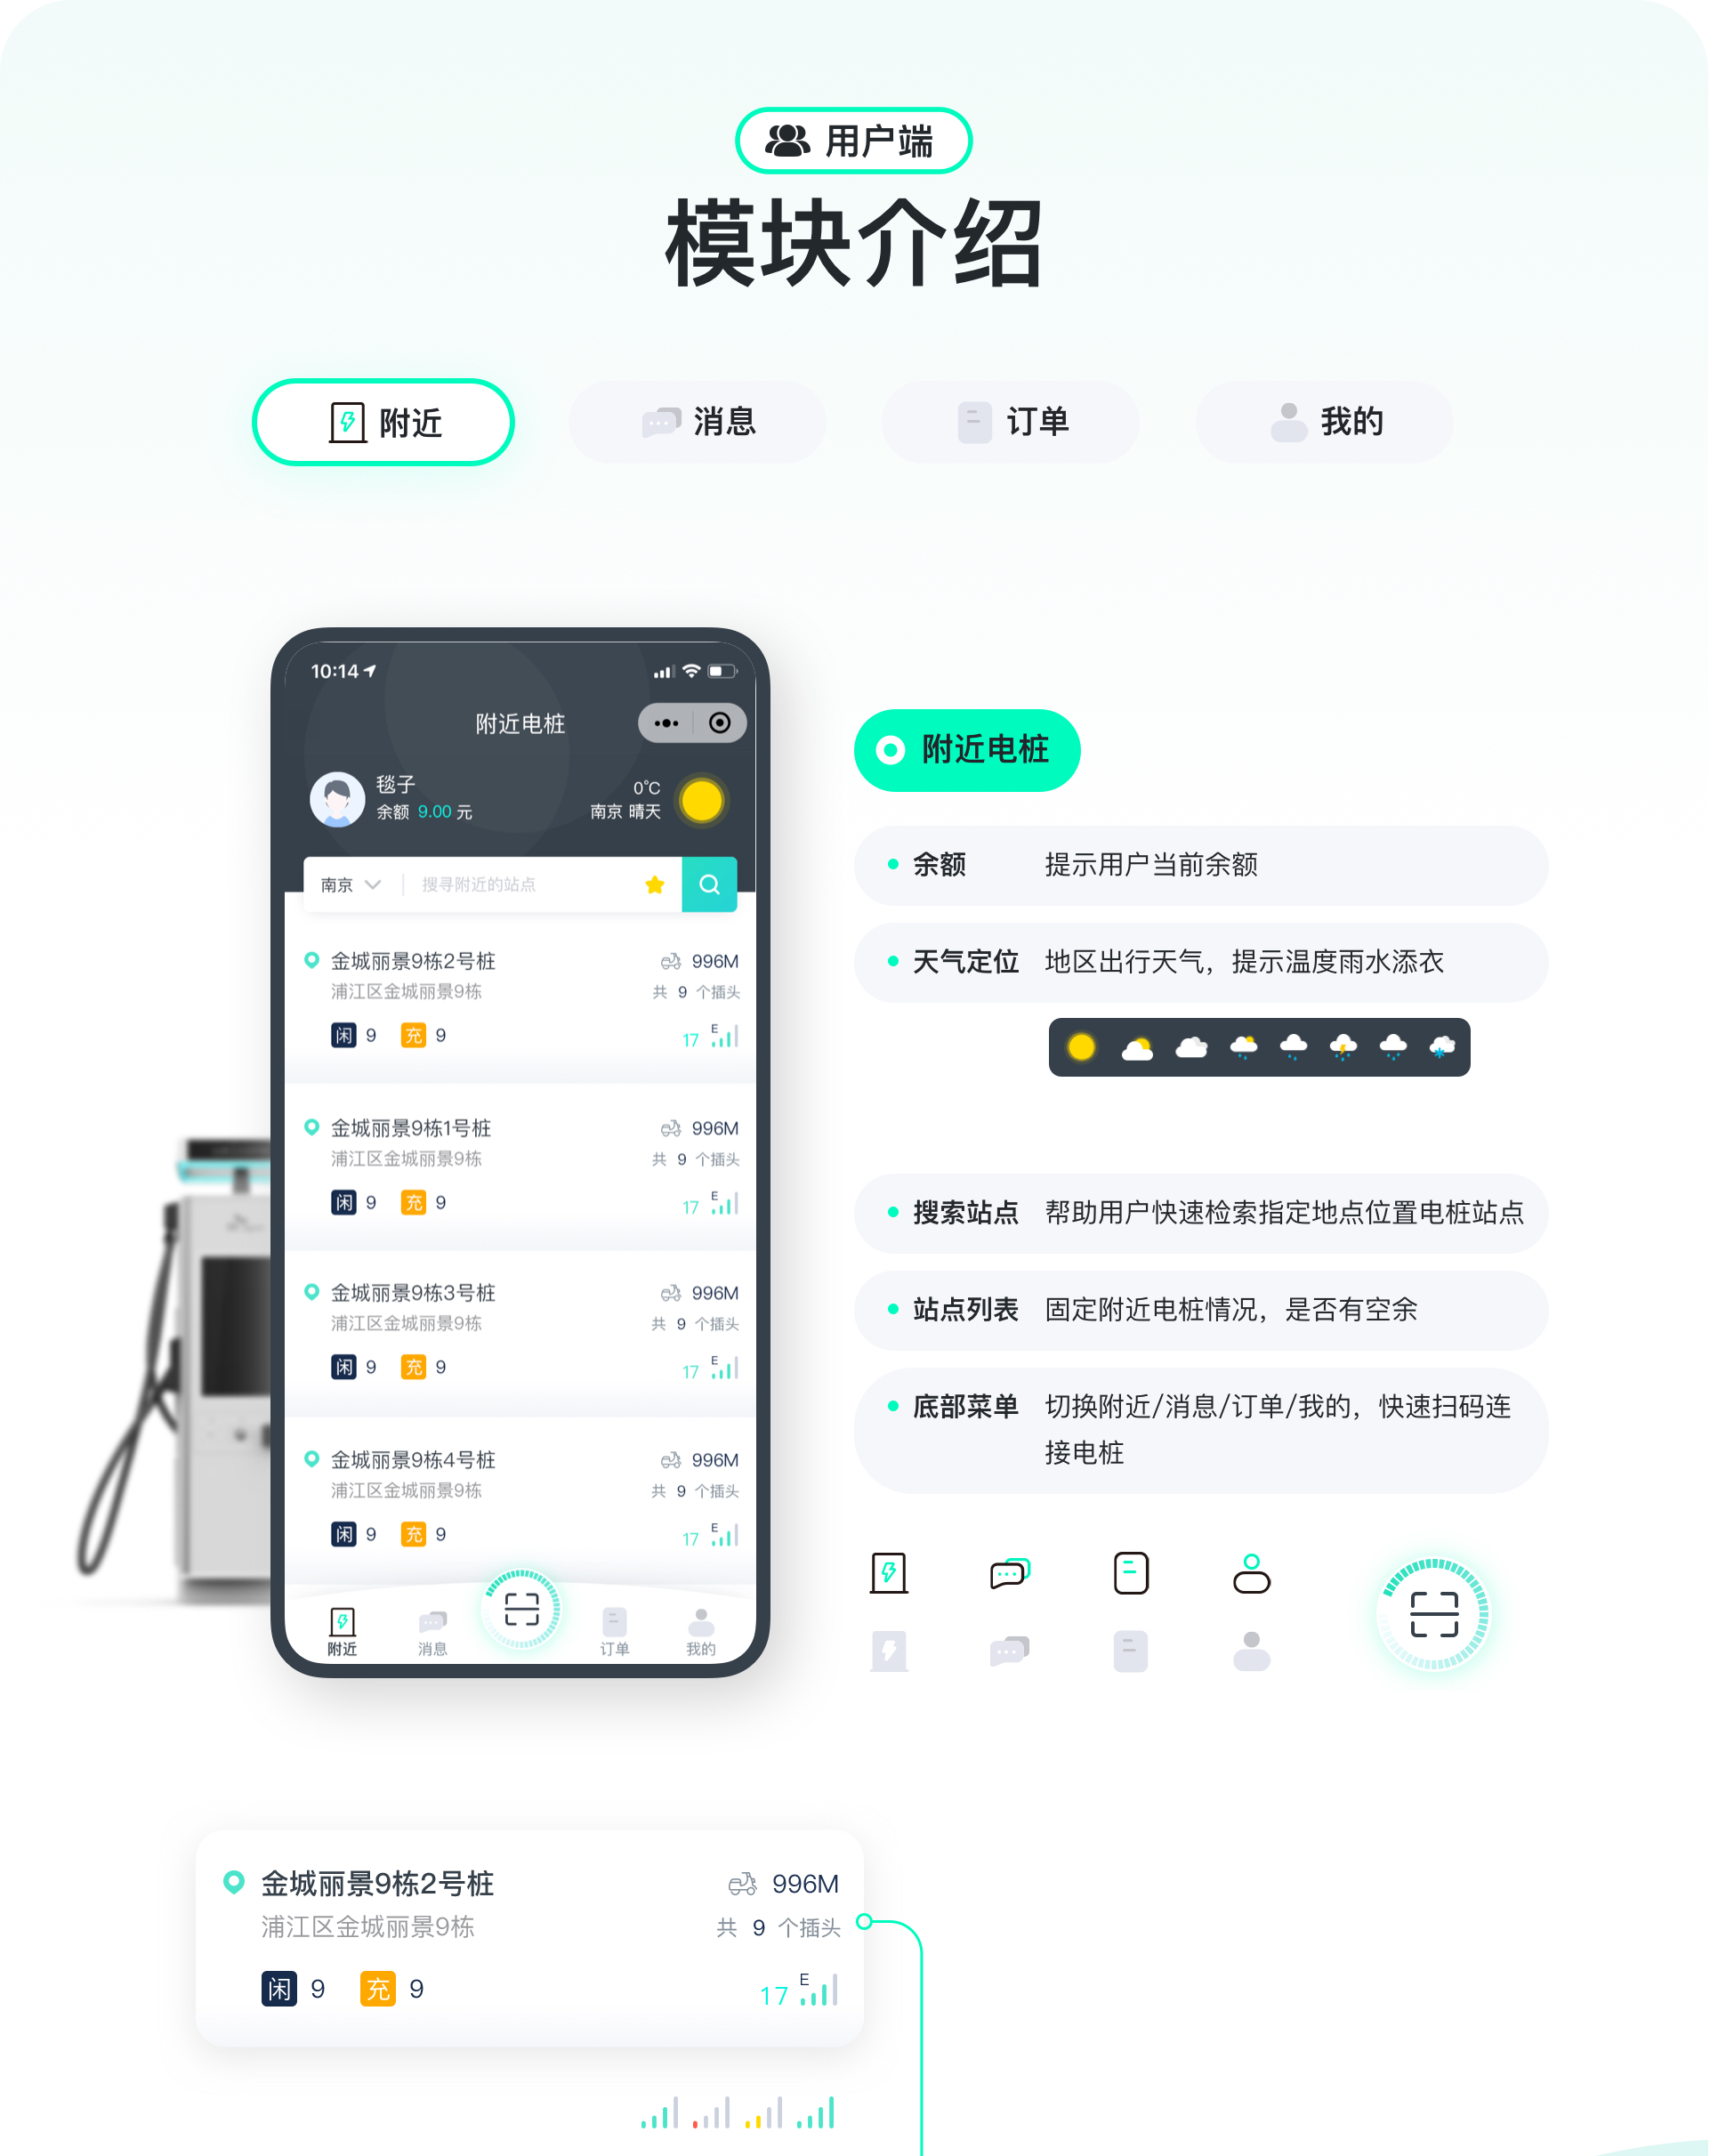 用户端
模块介绍
附近
消息
订单
我的
10:14
附近电桩
毯子
余额 9.00 元
0℃
南京 晴天
南京
搜寻附近的站点
金城丽景9栋2号桩
996M
浦江区金城丽景9栋
共 9 个插头
闲 9 充 9
17 E
金城丽景9栋1号桩
996M
浦江区金城丽景9栋
共 9 个插头
闲 9 充 9
17 E
金城丽景9栋3号桩
996M
浦江区金城丽景9栋
共 9 个插头
闲 9 充 9
17 E
金城丽景9栋4号桩
996M
浦江区金城丽景9栋
共 9 个插头
闲 9 充 9
17 E
附近
消息
订单
我的
附近电桩
余额 提示用户当前余额
天气定位 地区出行天气，提示温度雨水添衣
搜索站点 帮助用户快速检索指定地点位置电桩站点
站点列表 固定附近电桩情况，是否有空余
底部菜单 切换附近/消息/订单/我的，快速扫码连
接电桩
金城丽景9栋2号桩
996M
浦江区金城丽景9栋
共 9 个插头
闲 9 充 9
17 E